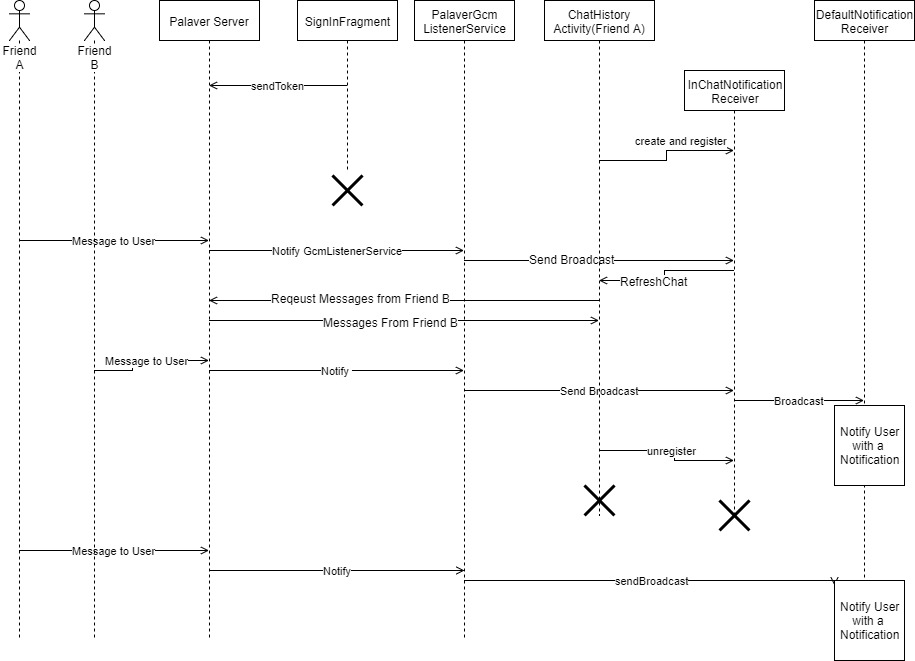 Friend
A
Friend
B
Palaver Server
SignInFragment
PalaverGcm
ListenerService
ChatHistory
Activity(Friend A)
DefaultNotification
Receiver
InChatNotification
Receiver
sendToken
create and register
Message to User
Notify GcmListenerService
Send Broadcast
RefreshChat
Reqeust Messages from Friend B
Messages From Friend B
Message to User
Notify
Send Broadcast
Broadcast
Notify User
with a
Notification
unregister
Message to User
Notify
sendBroadcast
Notify User
with a
Notification